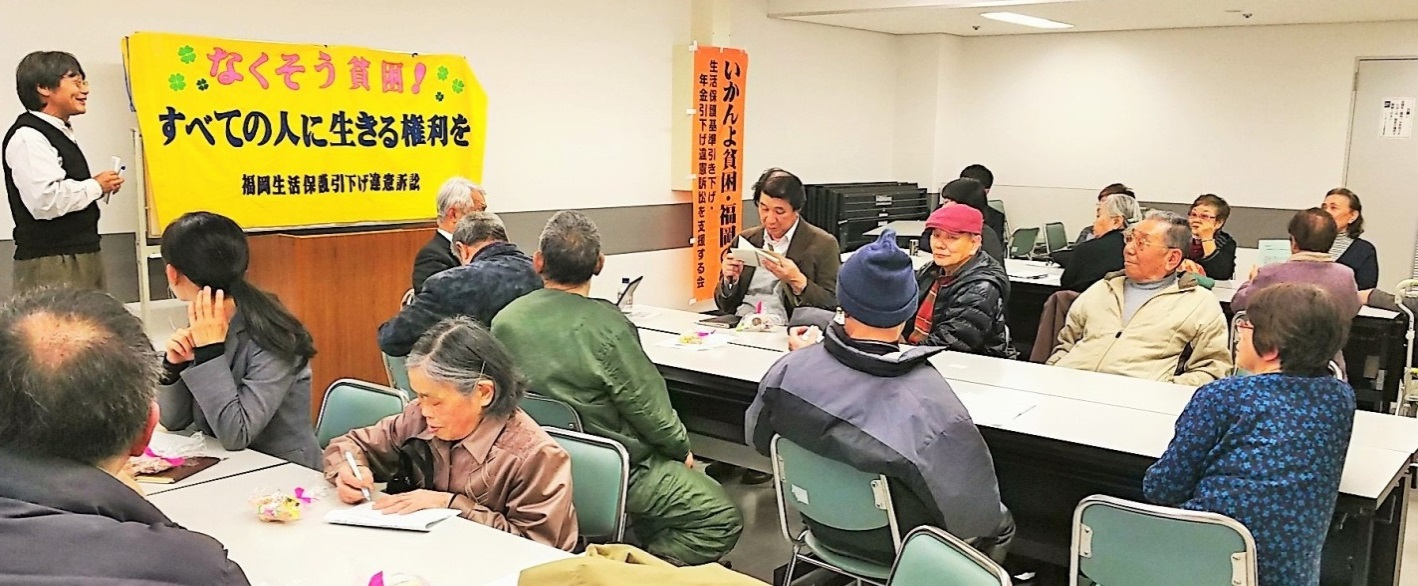 なくそう貧困！
すべての人に生きる権利を
福岡生活保護引下げ違憲訴訟
いかんよ貧困・福岡の会
生活保護基準引き下げ・
年金引下げ違憲訴訟を支援する会